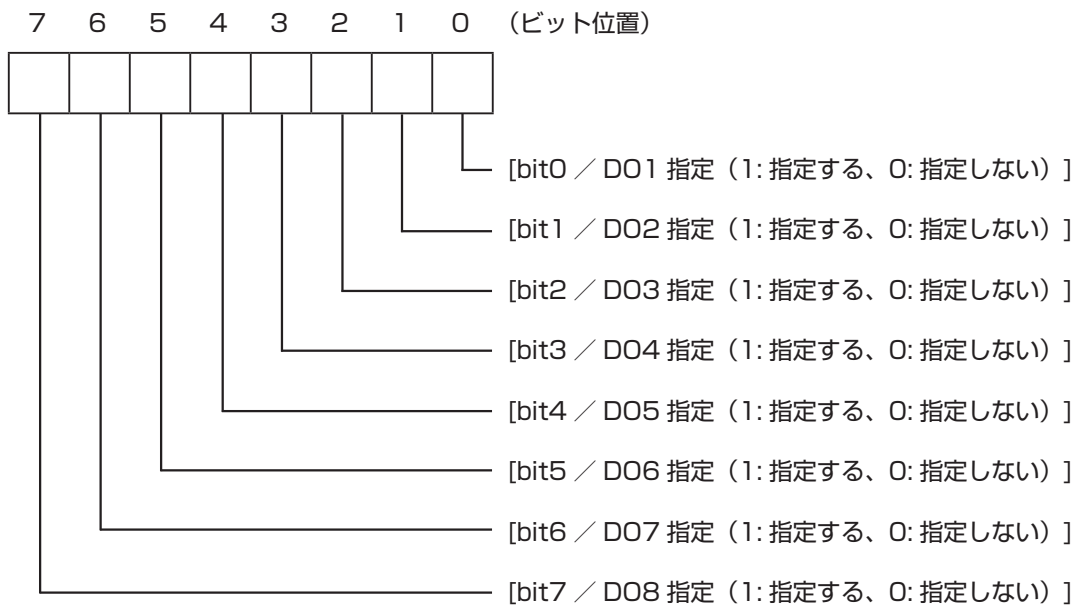 7 6 5 4 3 2 1 0 （ビット位置）
[bit0 ／ DO1 指定（1: 指定する、0: 指定しない）]
[bit1 ／ DO2 指定（1: 指定する、0: 指定しない）]
[bit2 ／ DO3 指定（1: 指定する、0: 指定しない）]
[bit3 ／ DO4 指定（1: 指定する、0: 指定しない）]
[bit4 ／ DO5 指定（1: 指定する、0: 指定しない）]
[bit5 ／ DO6 指定（1: 指定する、0: 指定しない）]
[bit6 ／ DO7 指定（1: 指定する、0: 指定しない）]
[bit7 ／ DO8 指定（1: 指定する、0: 指定しない）]